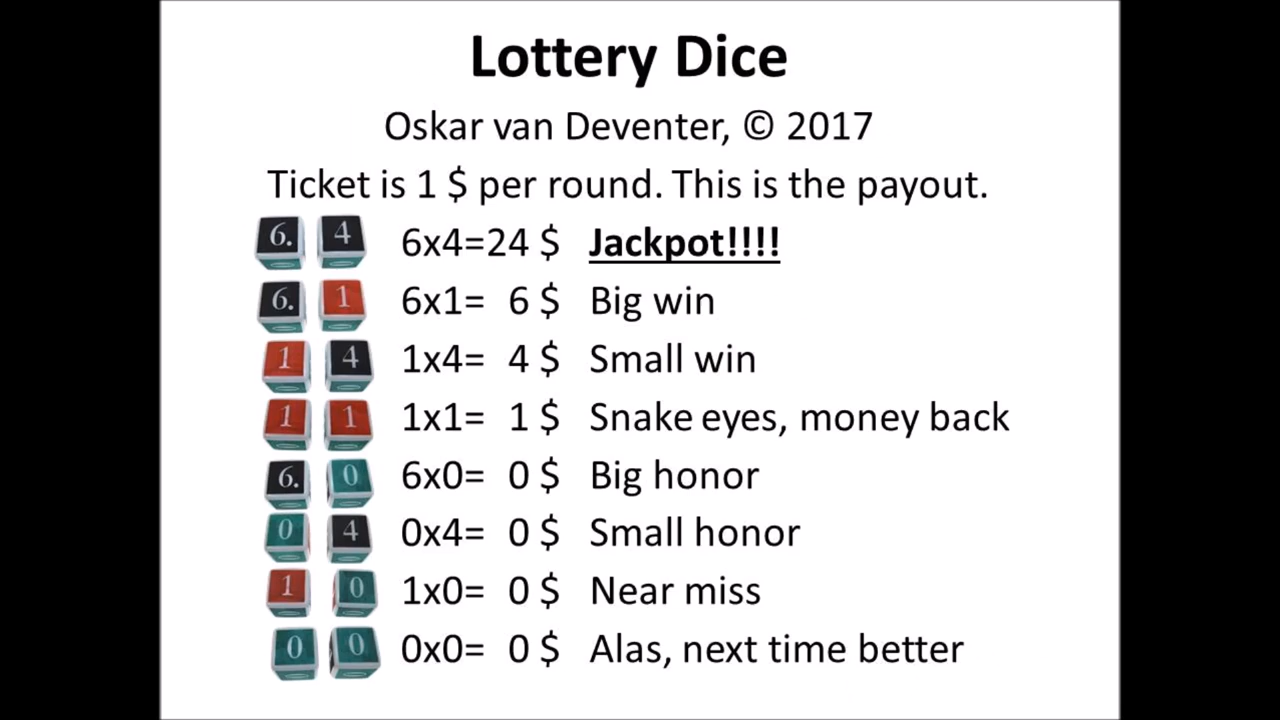 Lottery Dice
Oskar van Deventer, © 2017
Ticket is 1 $ per round. This is the payout.
6. 4 6x4=24 $ Jackpot!!!!
6. 1 6x1= 6 $ Big win
1 4 1x4= 4 $ Small win
1 1 1x1= 1 $ Snake eyes, money back
6. 0 6x0= 0 $ Big honor
0 4 0x4= 0 $ Small honor
1 0 1x0= 0 $ Near miss
0 0 0x0= 0 $ Alas, next time better